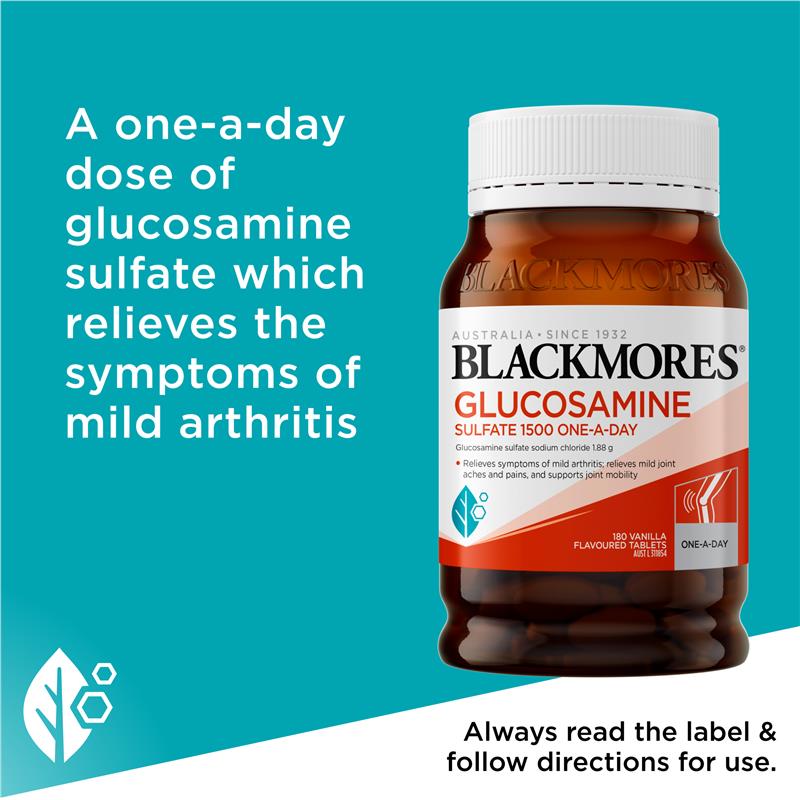 A one-a-day
dose of
glucosamine
sulfate which
relieves the
symptoms of
mild arthritis
BLACKMORES
AUSTRALIA • SINCE 1932
BLACKMORES®
GLUCOSAMINE
SULFATE 1500 ONE-A-DAY
Glucosamine sulfate sodium chloride 1.88 g
• Relieves symptoms of mild arthritis; relieves mild joint
aches and pains, and supports joint mobility
180 VANILLA
FLAVOURED TABLETS
AUST L 311854
ONE-A-DAY
Always read the label &
follow directions for use.